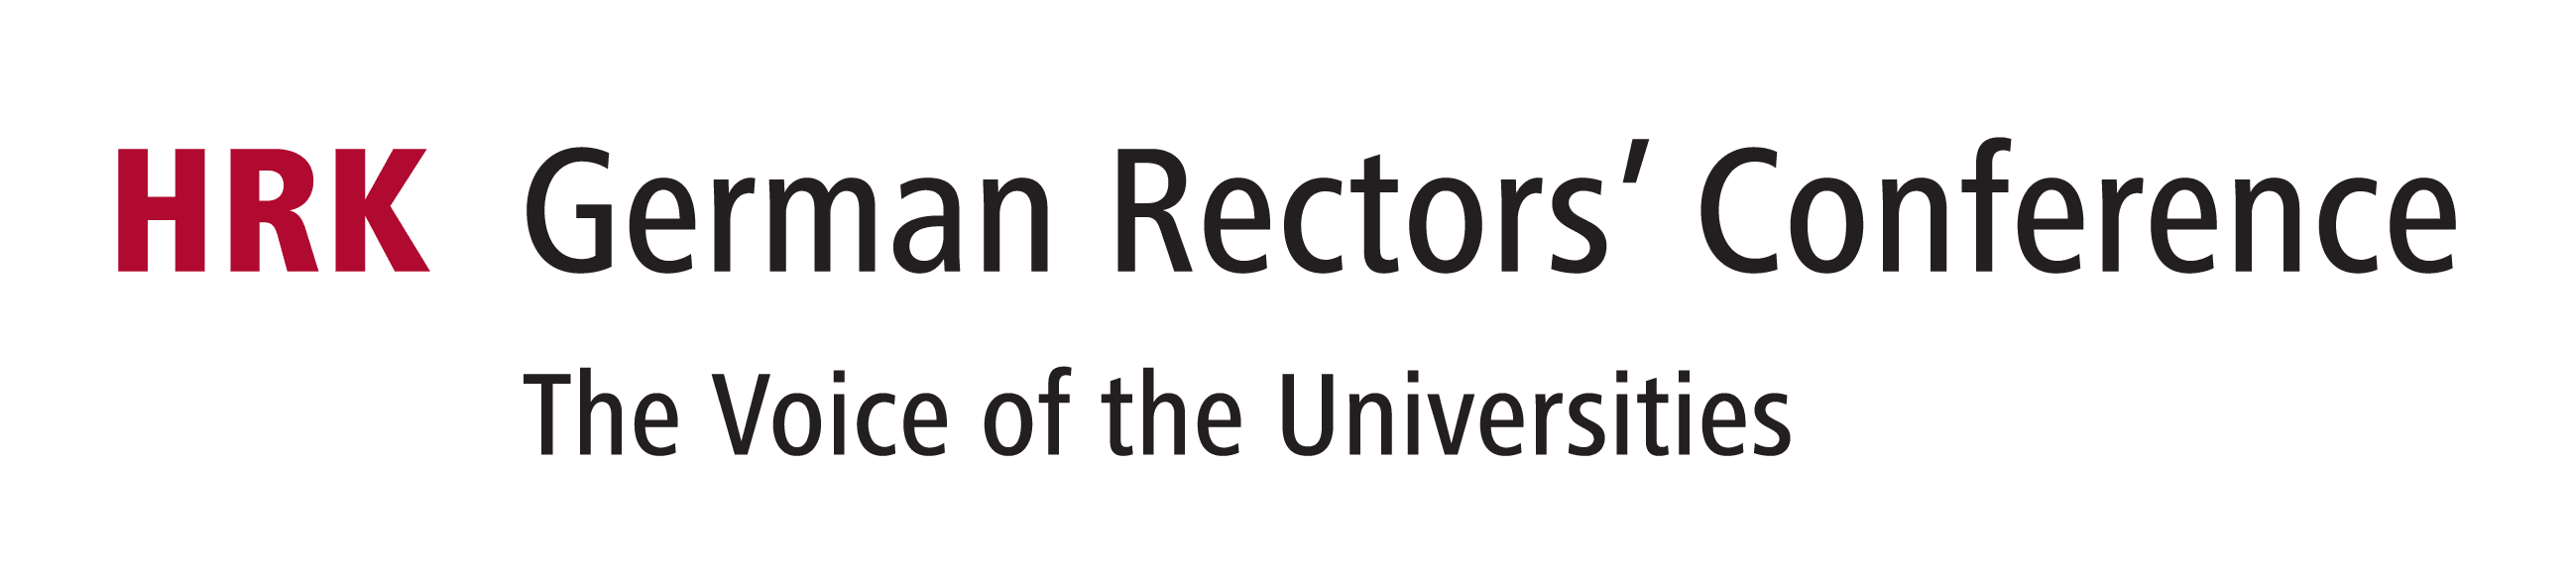 HRK German Rectors’ Conference
The Voice of the Universities